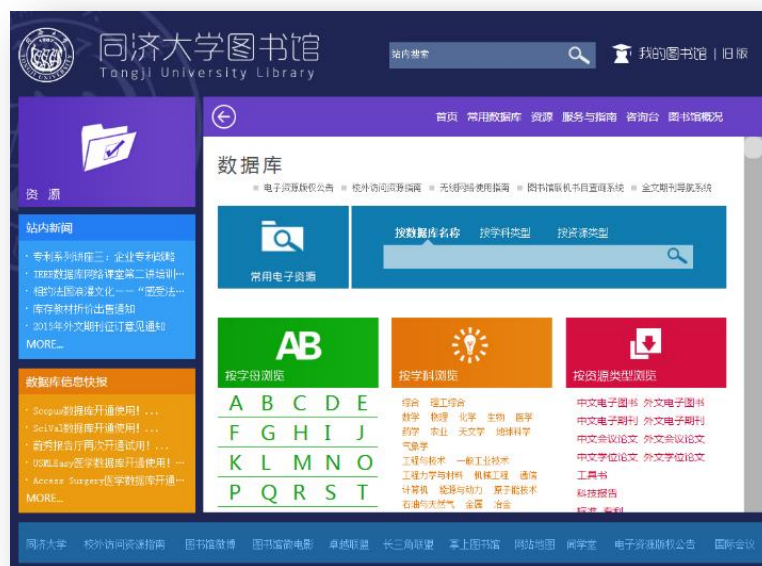 同济大学图书馆
Tongji University Library
站内搜索
我的图书馆 | 旧版
首页 常用数据库 资源 服务与指南 咨询台 图书馆概况
资 源
数据库
电子资源版权公告 校外访问资源指南 无线网络使用指南 图书馆联机书目查询系统 全文期刊导航系统
站内新闻
· 专利系列讲座三：企业专利战略
· IEEE数据库网络课堂第二讲培训…
· 相约法国浪漫文化——“感受法…
· 库存教材折价出售通知
· 2015年外文期刊征订意见通知
MORE...
常用电子资源
按数据库名称 按学科类型 按资源类型
数据库信息快报
· Scopus数据库开通使用！...
· SciVal数据库开通使用！...
· 蔚秀报告厅再次开通试用！...
· USMLEasy医学数据库开通使用！…
· Access Surgery医学数据库开通…
MORE...
AB
按字母浏览
A B C D E
F G H I J
K L M N O
P Q R S T
按学科浏览
综合 理工综合
数学 物理 化学 生物 医学
药学 农业 天文学 地球科学
气象学
工程与技术 一般工业技术
工程力学与材料 机械工程 通信
计算机 能源与动力 原子能技术
石油与天然气 金属 冶金
按资源类型浏览
中文电子图书 外文电子图书
中文电子期刊 外文电子期刊
中文会议论文 外文会议论文
中文学位论文 外文学位论文
工具书
科技报告
标准 专利
同济大学 校外访问资源指南 图书馆微博 图书馆微电影 卓越联盟 长三角联盟 掌上图书馆 网站地图 闻学堂 电子资源版权公告 国际会议